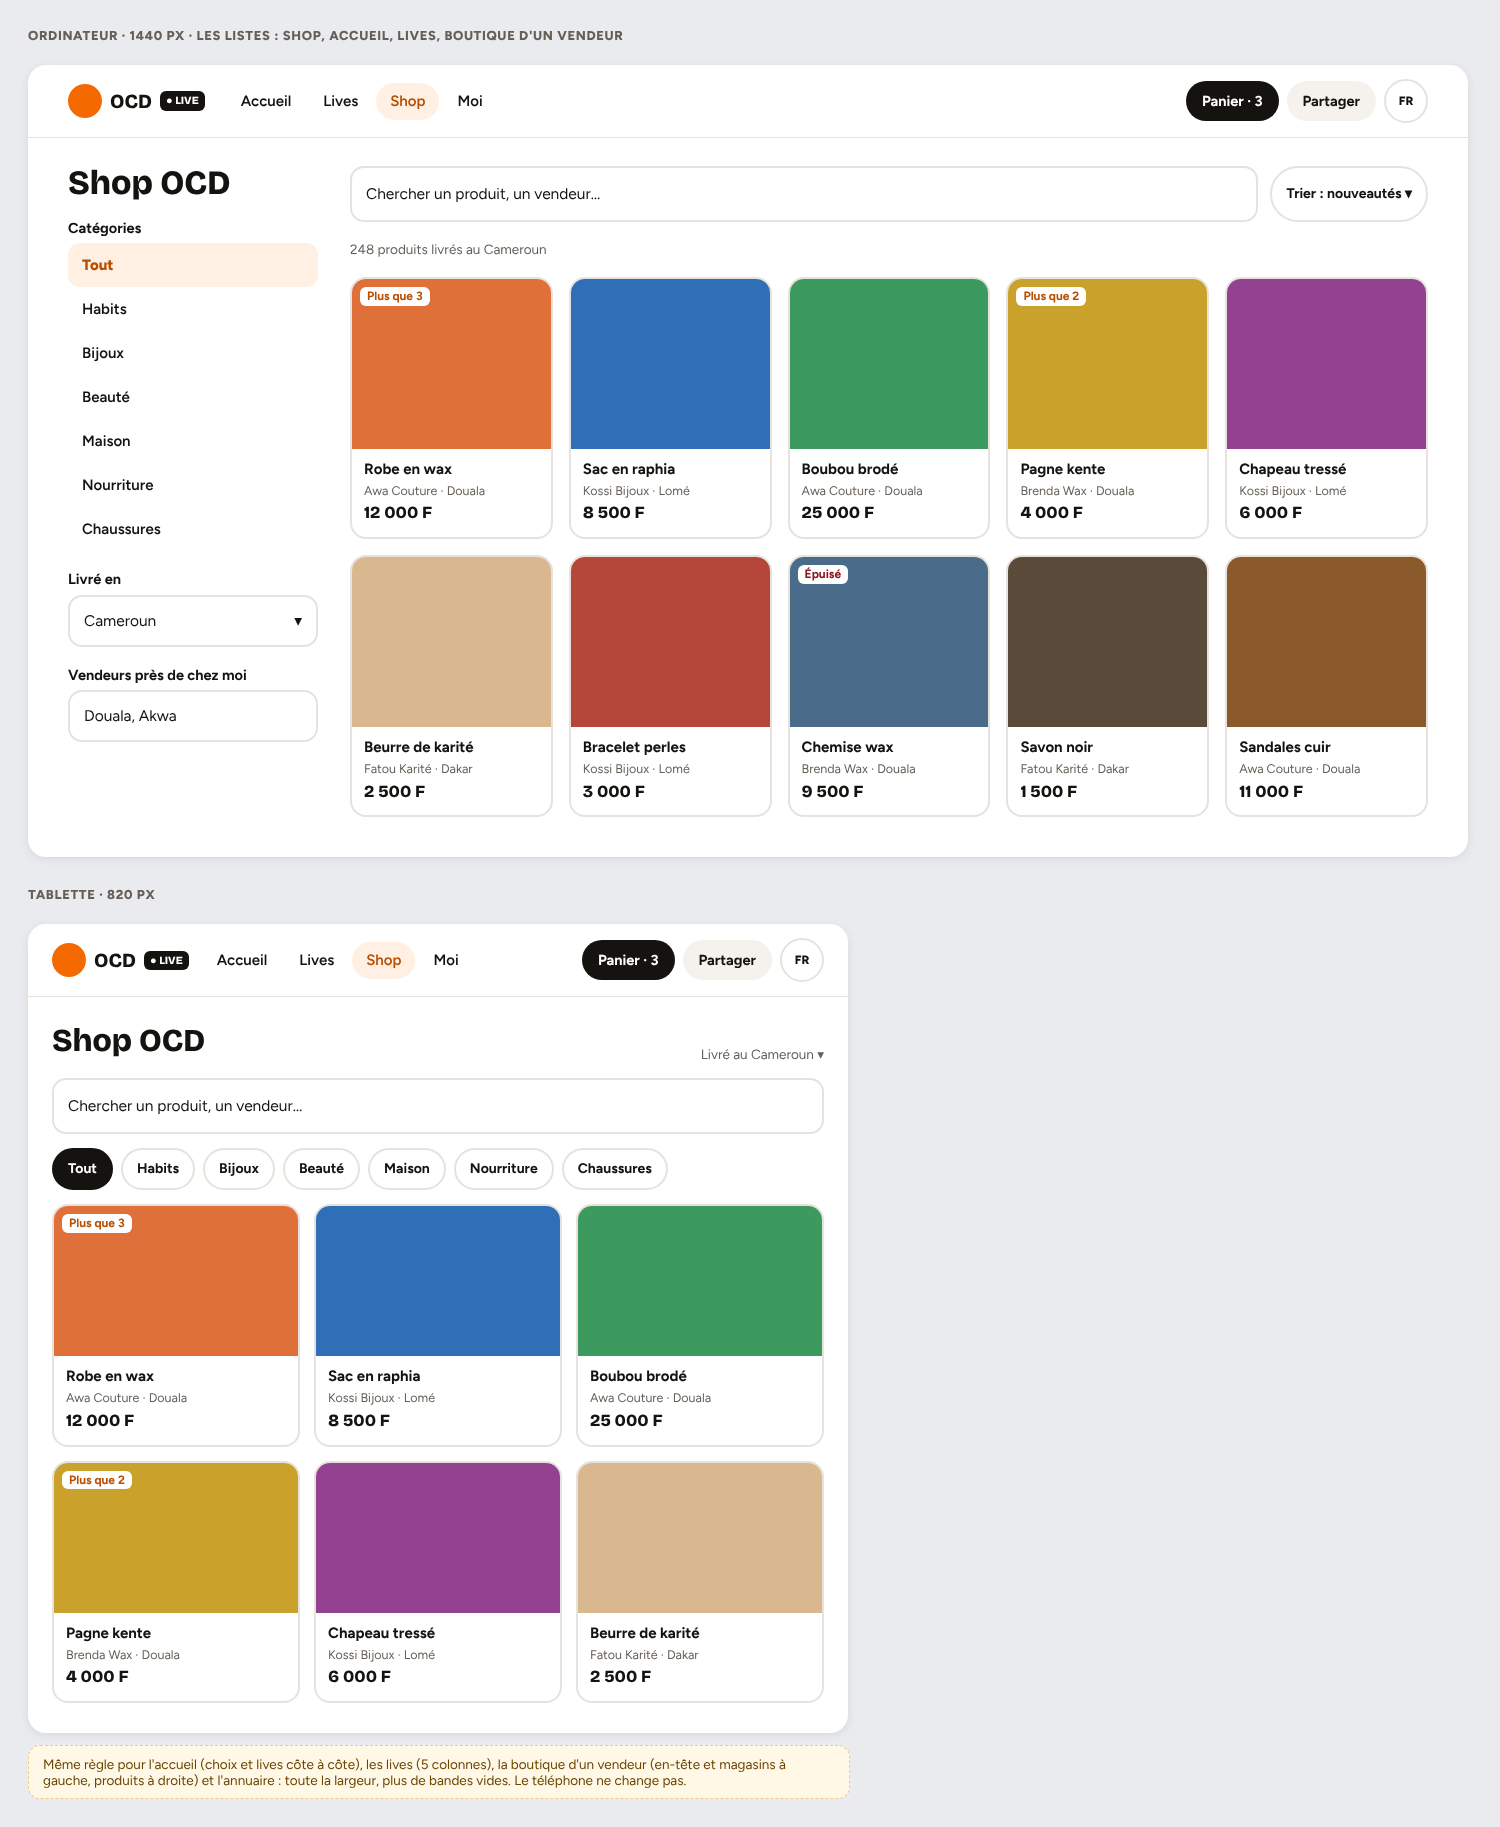 ORDINATEUR · 1440 PX · LES LISTES : SHOP, ACCUEIL, LIVES, BOUTIQUE D'UN VENDEUR
OCD • LIVE Accueil Lives Shop Moi Panier · 3 Partager FR
Shop OCD
Catégories
Tout
Habits
Bijoux
Beauté
Maison
Nourriture
Chaussures
Livré en
Cameroun ▾
Vendeurs près de chez moi
Douala, Akwa
Chercher un produit, un vendeur... Trier : nouveautés ▾
248 produits livrés au Cameroun
Plus que 3 Plus que 2
Robe en wax Sac en raphia Boubou brodé Pagne kente Chapeau tressé
Awa Couture · Douala Kossi Bijoux · Lomé Awa Couture · Douala Brenda Wax · Douala Kossi Bijoux · Lomé
12 000 F 8 500 F 25 000 F 4 000 F 6 000 F
Épuisé
Beurre de karité Bracelet perles Chemise wax Savon noir Sandales cuir
Fatou Karité · Dakar Kossi Bijoux · Lomé Brenda Wax · Douala Fatou Karité · Dakar Awa Couture · Douala
2 500 F 3 000 F 9 500 F 1 500 F 11 000 F
TABLETTE · 820 PX
OCD • LIVE Accueil Lives Shop Moi Panier · 3 Partager FR
Shop OCD
Livré au Cameroun ▾
Chercher un produit, un vendeur...
Tout Habits Bijoux Beauté Maison Nourriture Chaussures
Plus que 3
Robe en wax Sac en raphia Boubou brodé
Awa Couture · Douala Kossi Bijoux · Lomé Awa Couture · Douala
12 000 F 8 500 F 25 000 F
Plus que 2
Pagne kente Chapeau tressé Beurre de karité
Brenda Wax · Douala Kossi Bijoux · Lomé Fatou Karité · Dakar
4 000 F 6 000 F 2 500 F
Même règle pour l'accueil (choix et lives côte à côte), les lives (5 colonnes), la boutique d'un vendeur (en-tête et magasins à
gauche, produits à droite) et l'annuaire : toute la largeur, plus de bandes vides. Le téléphone ne change pas.